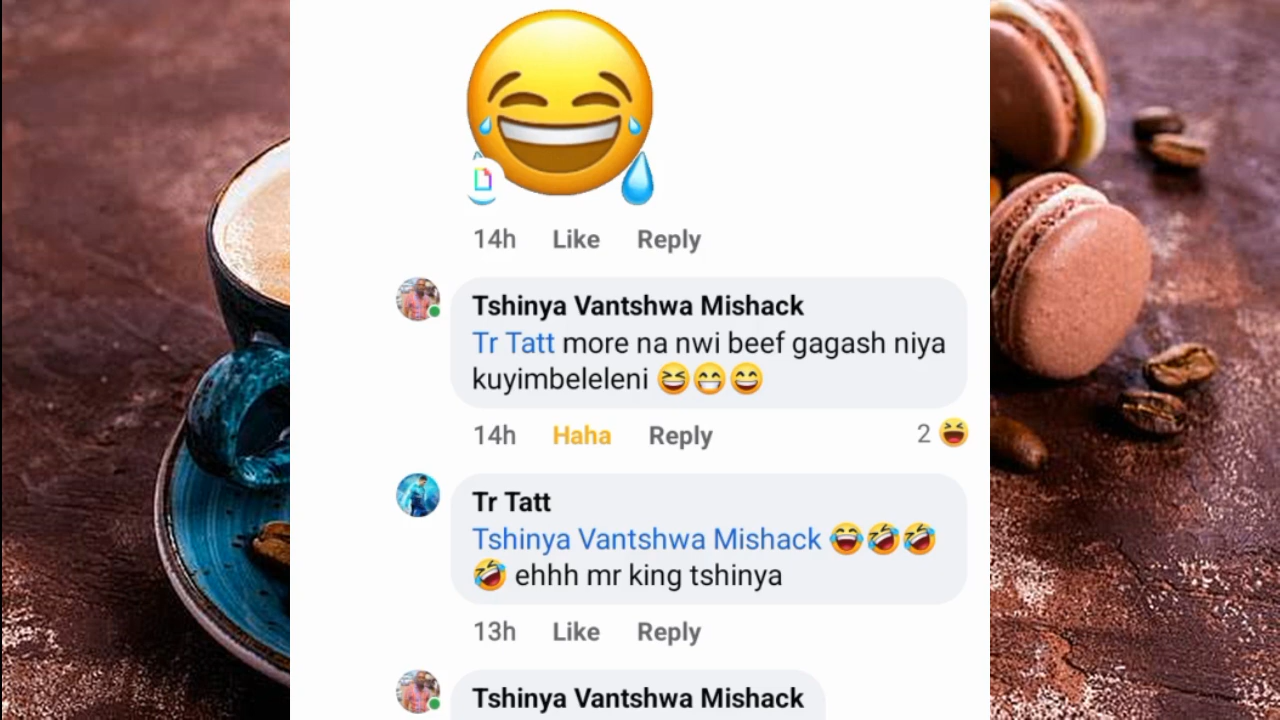 14h Like Reply
Tshinya Vantshwa Mishack
Tr Tatt more na nwi beef gagash niya
kuyimbeleleni 😆😁😄
14h Haha Reply 2 😆
Tr Tatt
Tshinya Vantshwa Mishack 😂🤣🤣
🤣 ehhh mr king tshinya
13h Like Reply
Tshinya Vantshwa Mishack